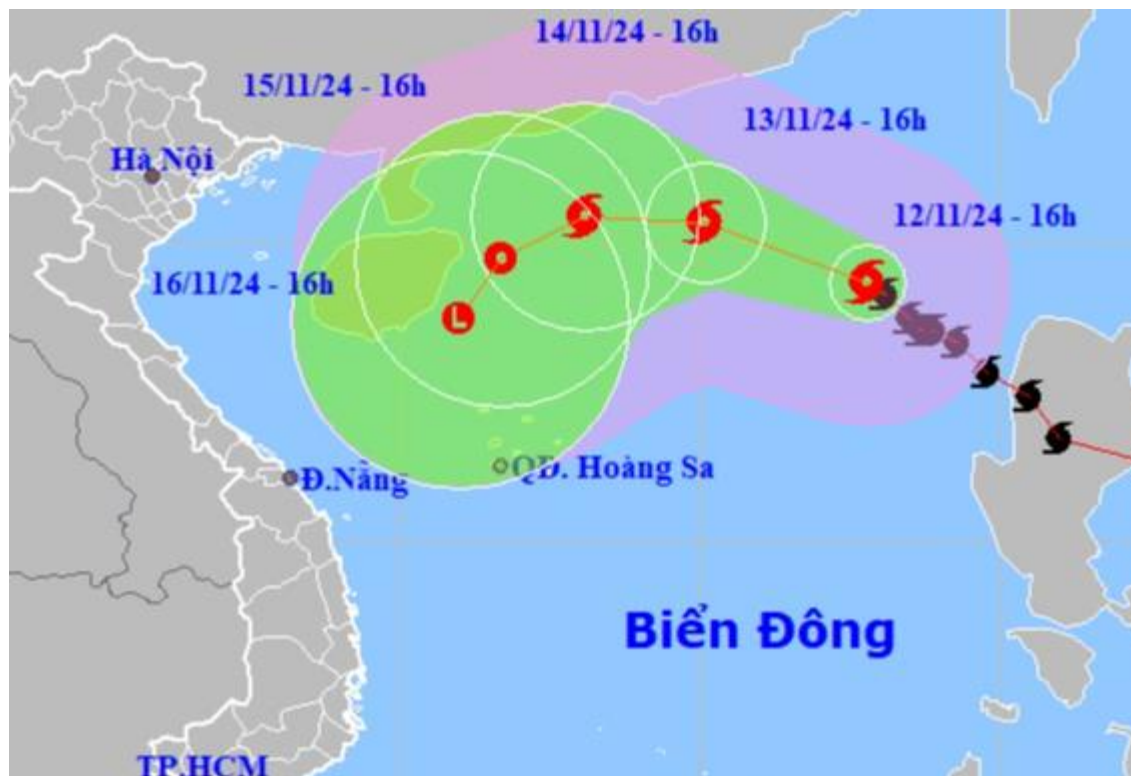 14/11/24 - 16h
15/11/24 - 16h
13/11/24 - 16h
Hà Nội
12/11/24 - 16h
16/11/24 - 16h
L
Đ.Nẵng
QĐ. Hoàng Sa
Biển Đông
TP.HCM